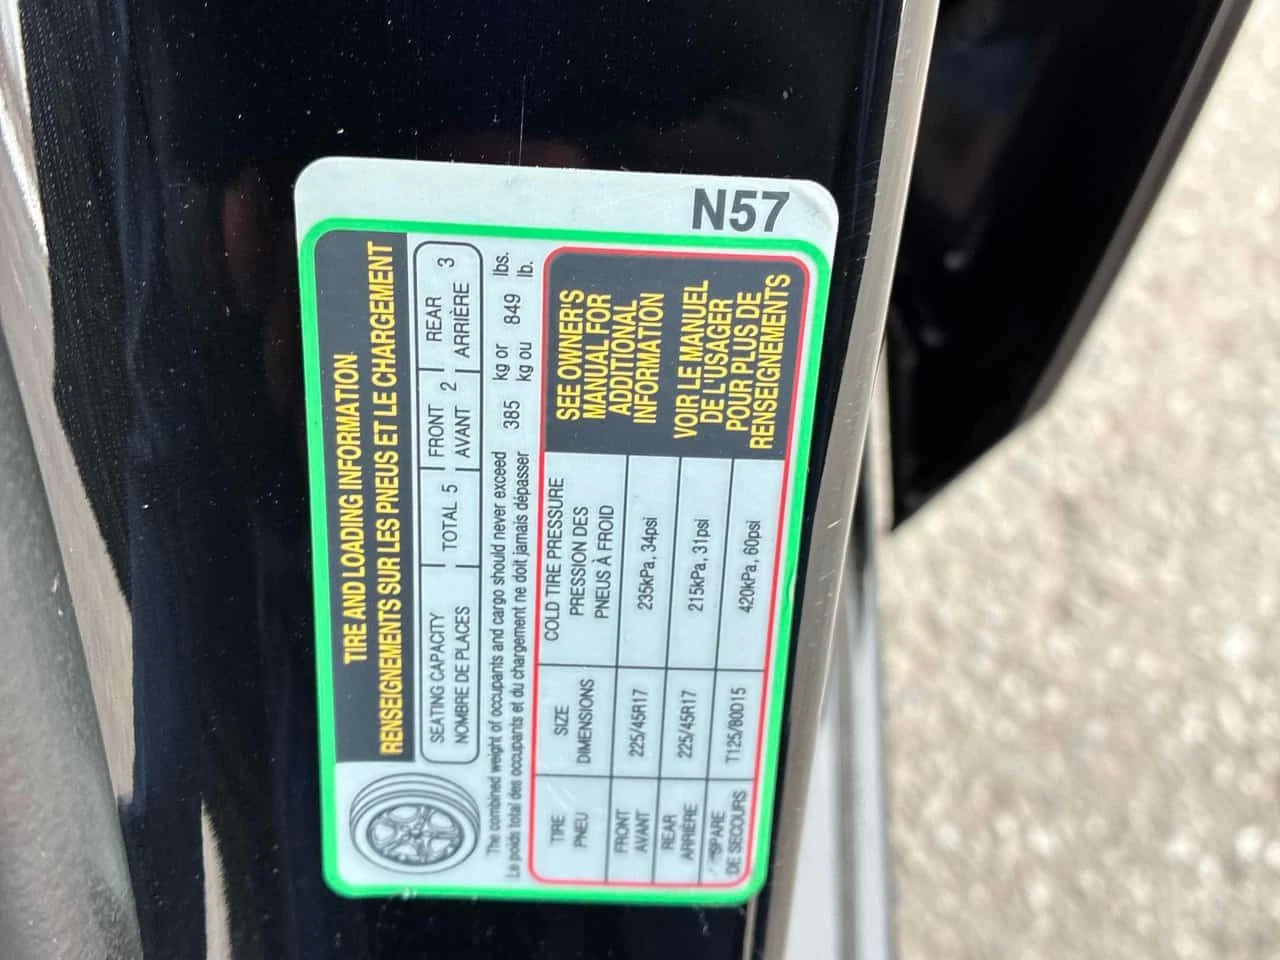 N57
TIRE AND LOADING INFORMATION
RENSEIGNEMENTS SUR LES PNEUS ET LE CHARGEMENT
SEATING CAPACITY
NOMBRE DE PLACES
TOTAL 5
FRONT
AVANT 2
REAR
ARRIÈRE 3
The combined weight of occupants and cargo should never exceed 385 kg or 849 lbs.
Le poids total des occupants et du chargement ne doit jamais dépasser kg ou lb.
TIRE
PNEU
SIZE
DIMENSIONS
COLD TIRE PRESSURE
PRESSION DES
PNEUS À FROID
FRONT
AVANT
225/45R17
235kPa, 34psi
REAR
ARRIÈRE
225/45R17
215kPa, 31psi
SPARE
DE SECOURS
T125/80D15
420kPa, 60psi
SEE OWNER'S
MANUAL FOR
ADDITIONAL
INFORMATION
VOIR LE MANUEL
DE L'USAGER
POUR PLUS DE
RENSEIGNEMENTS